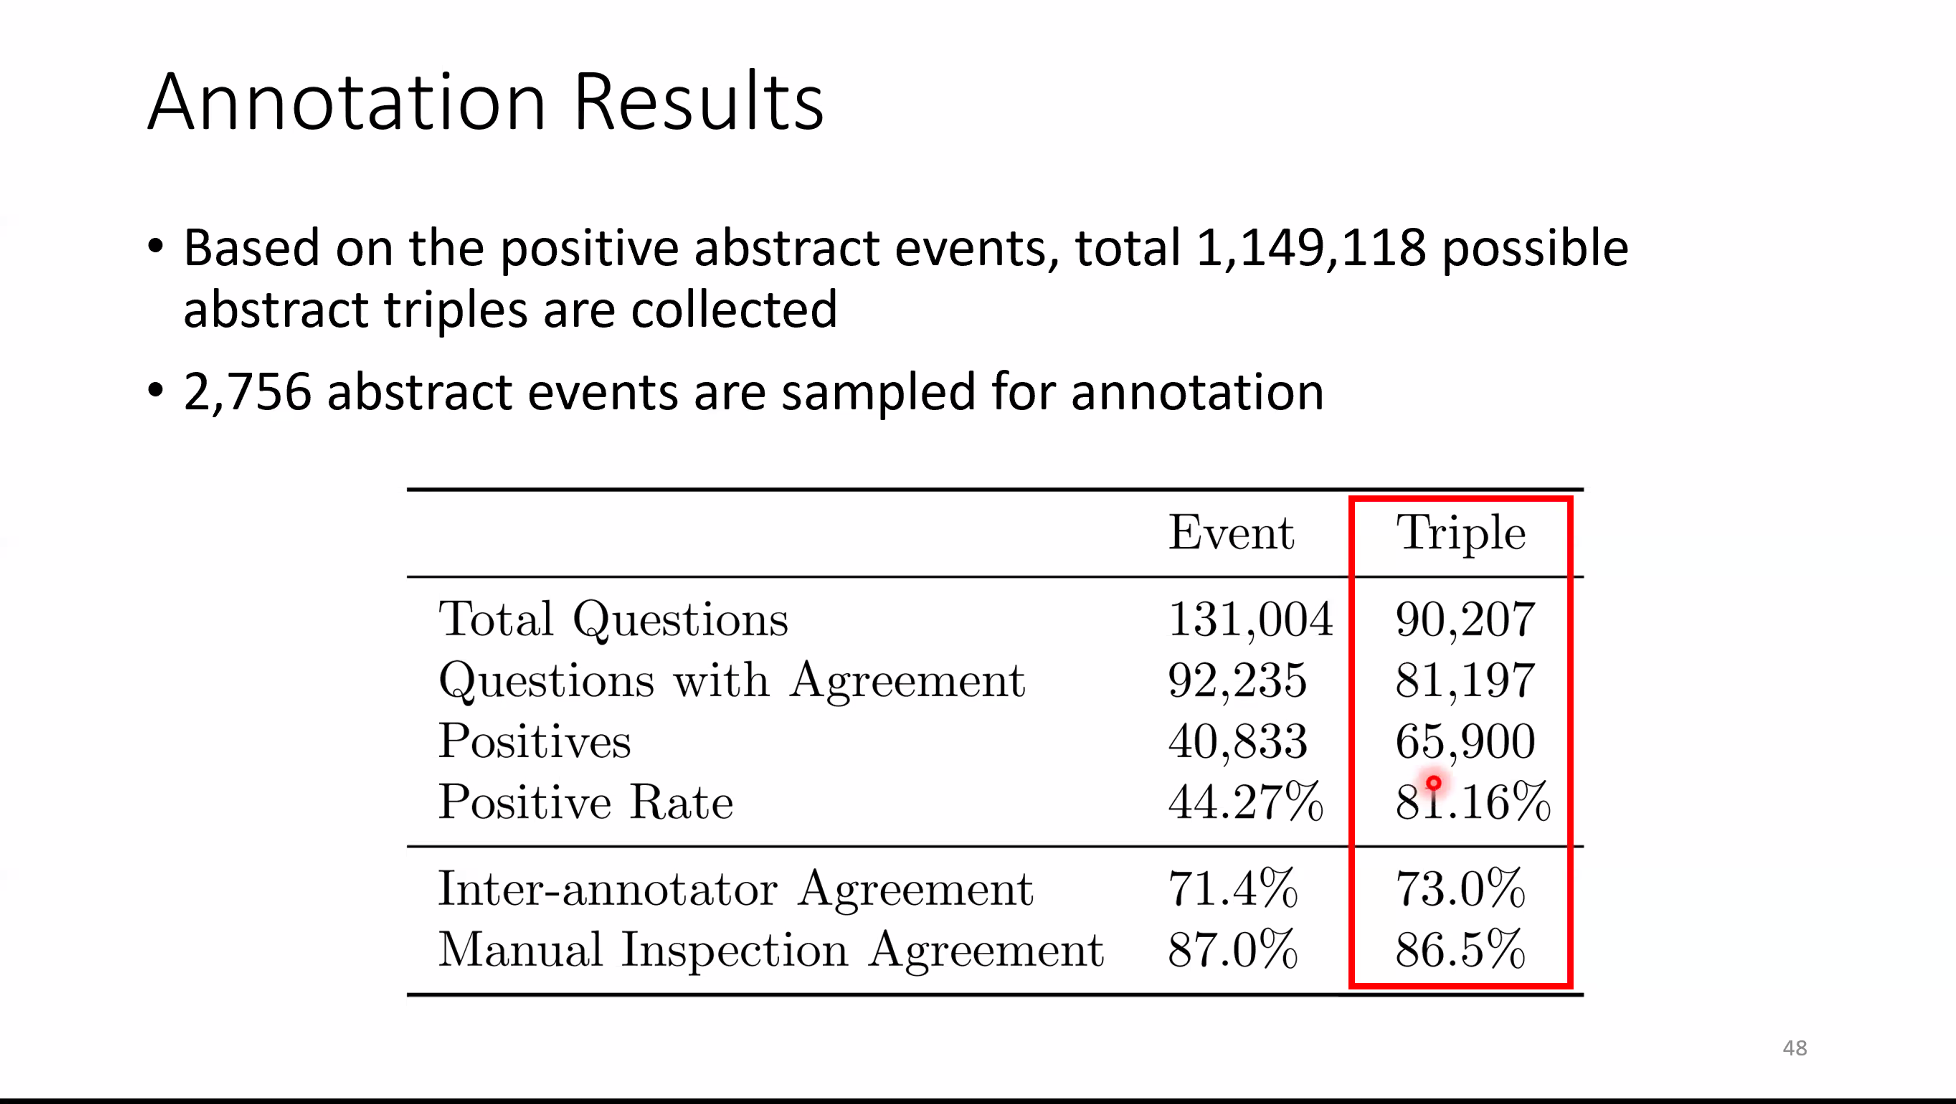 Annotation Results
• Based on the positive abstract events, total 1,149,118 possible
abstract triples are collected
• 2,756 abstract events are sampled for annotation
Event Triple
Total Questions 131,004 90,207
Questions with Agreement 92,235 81,197
Positives 40,833 65,900
Positive Rate 44.27% 81.16%
Inter-annotator Agreement 71.4% 73.0%
Manual Inspection Agreement 87.0% 86.5%
48